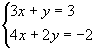 3x + y = 3
4x + 2y = −2